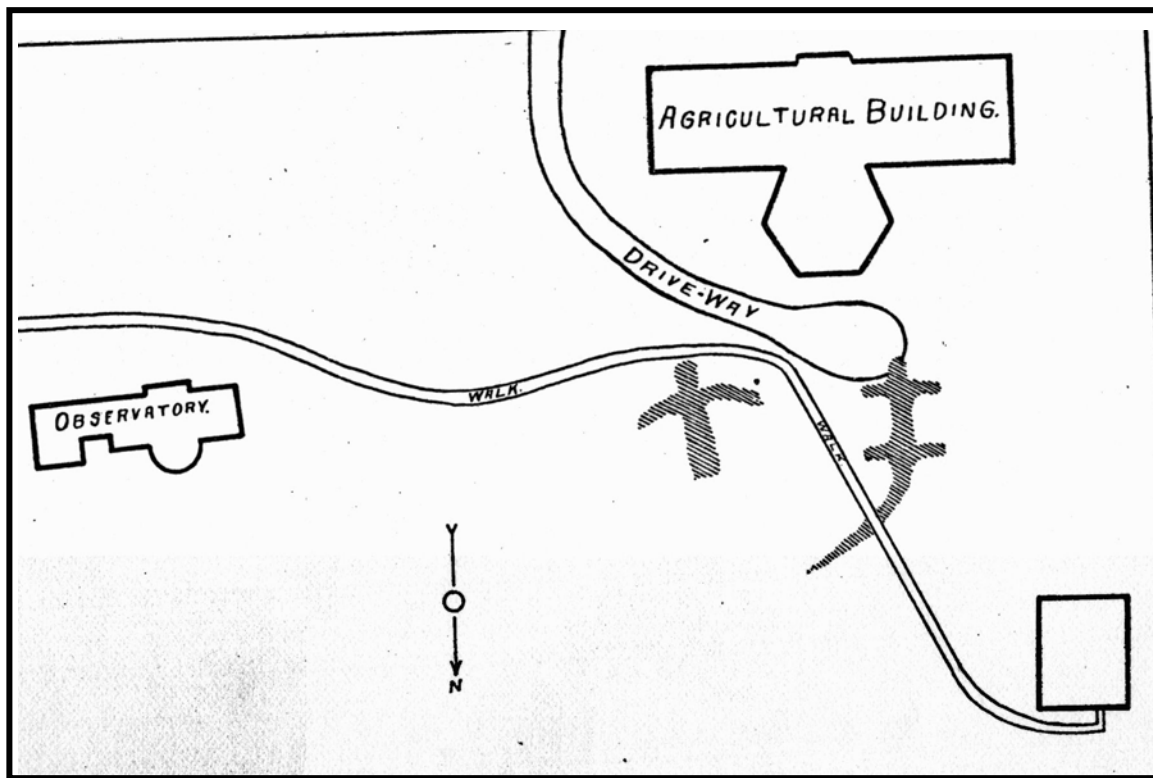 AGRICULTURAL BUILDING.
DRIVE-WAY
WALK.
OBSERVATORY.
WALK.
N